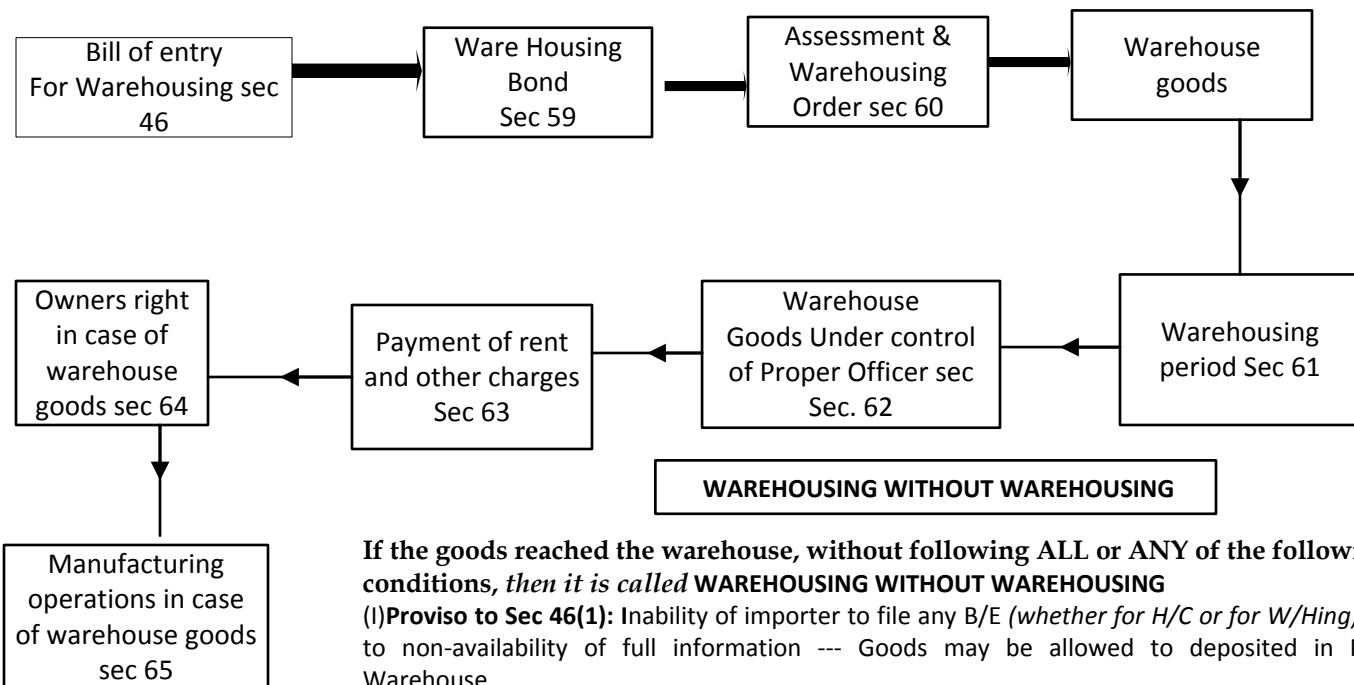 Bill of entry
For Warehousing sec
46
Ware Housing
Bond
Sec 59
Assessment &
Warehousing
Order sec 60
Warehouse
goods
Warehousing
period Sec 61
Warehouse
Goods Under control
of Proper Officer sec
Sec. 62
Payment of rent
and other charges
Sec 63
Owners right
in case of
warehouse
goods sec 64
Manufacturing
operations in case
of warehouse goods
sec 65
WAREHOUSING WITHOUT WAREHOUSING
If the goods reached the warehouse, without following ALL or ANY of the
conditions, then it is called WAREHOUSING WITHOUT WAREHOUSING
(I)Proviso to Sec 46(1): Inability of importer to file any B/E (whether for H/C or for W/Hing)
to non-availability of full information --- Goods may be allowed to deposited in
Warehouse